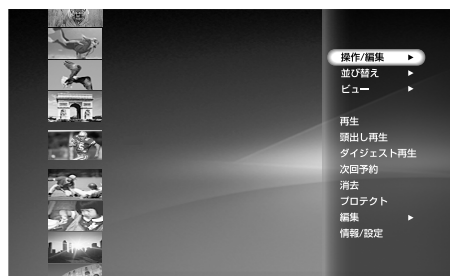 操作/編集 ►
並び替え ►
ビュー ►
再生
頭出し再生
ダイジェスト再生
次回予約
消去
プロテクト
編集 ►
情報/設定